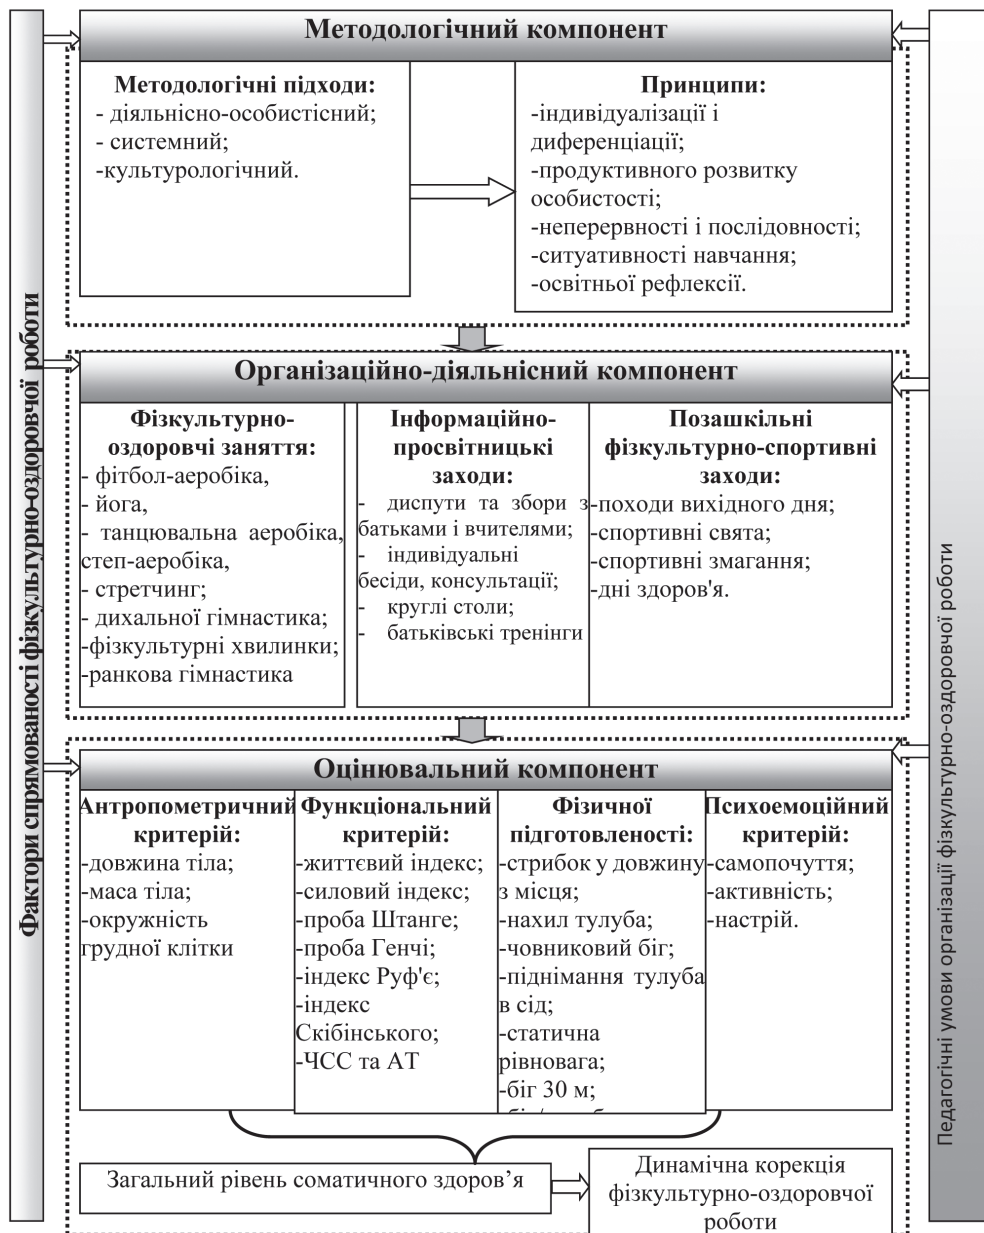 Фактори спрямованості фізкультурно-оздоровчої роботи
Методологічний компонент
Методологічні підходи:
- діяльнісно-особистісний;
- системний;
-культурологічний.
Принципи:
-індивідуалізації і
диференціації;
-продуктивного розвитку
особистості;
-неперервності і послідовності;
-ситуативності навчання;
-освітньої рефлексії.
Організаційно-діяльнісний компонент
Фізкультурно-
оздоровчі заняття:
- фітбол-аеробіка,
- йога,
- танцювальна аеробіка,
степ-аеробіка,
- стретчинг;
- дихальної гімнастика;
-фізкультурні хвилинки;
-ранкова гімнастика
Інформаційно-
просвітницькі
заходи:
- диспути та збори з
батьками і вчителями;
- індивідуальні
бесіди, консультації;
- круглі столи;
- батьківські тренінги
Позашкільні
фізкультурно-спортивні
заходи:
-походи вихідного дня;
-спортивні свята;
-спортивні змагання;
-дні здоров'я.
Оцінювальний компонент
Антропометричний
критерій:
-довжина тіла;
-маса тіла;
-окружність
грудної клітки
Функціональний
критерій:
-життєвий індекс;
-силовий індекс;
-проба Штанге;
-проба Генчі;
-індекс Руф'є;
-індекс
Скібінського;
-ЧСС та АТ
Фізичної
підготовленості:
-стрибок у довжину
з місця;
-нахил тулуба;
-човниковий біг;
-піднімання тулуба
в сід;
-статична
рівновага;
-біг 30 м;
Психоемоційний
критерій:
-самопочуття;
-активність;
-настрій.
Загальний рівень соматичного здоров’я
Динамічна корекція
фізкультурно-оздоровчої
роботи
Педагогічні умови організації фізкультурно-оздоровчої роботи